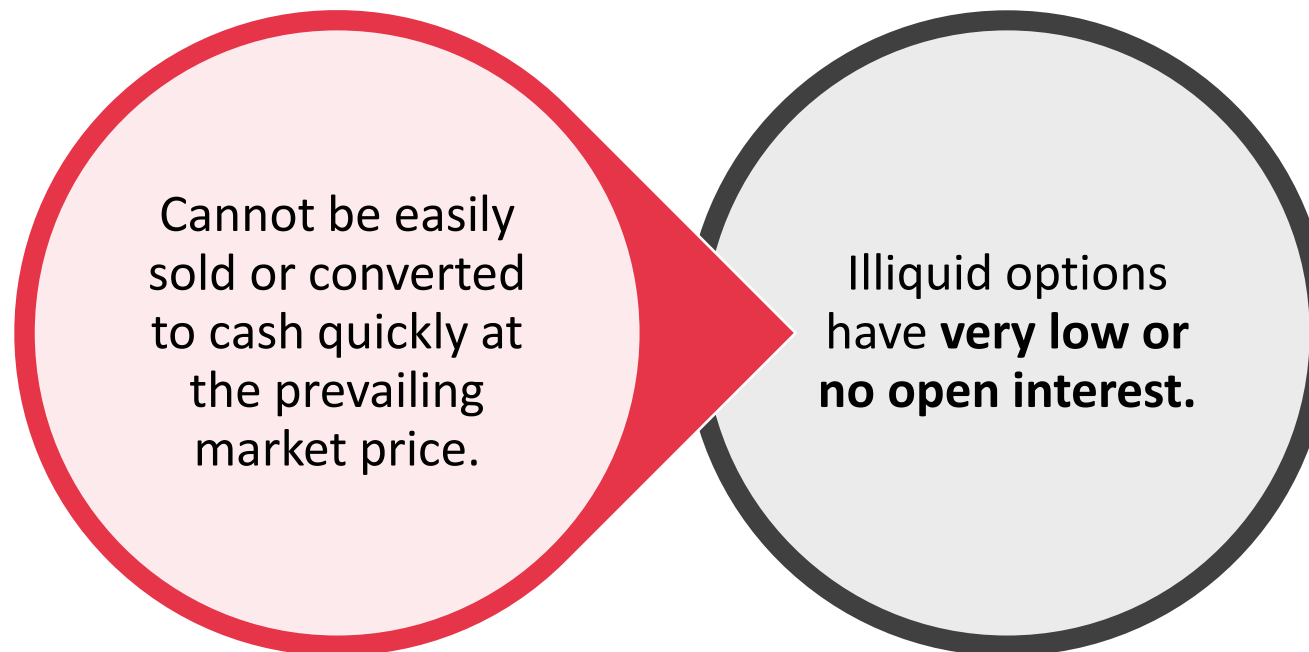 Cannot be easily
sold or converted
to cash quickly at
the prevailing
market price.
Illiquid options
have very low or
no open interest.